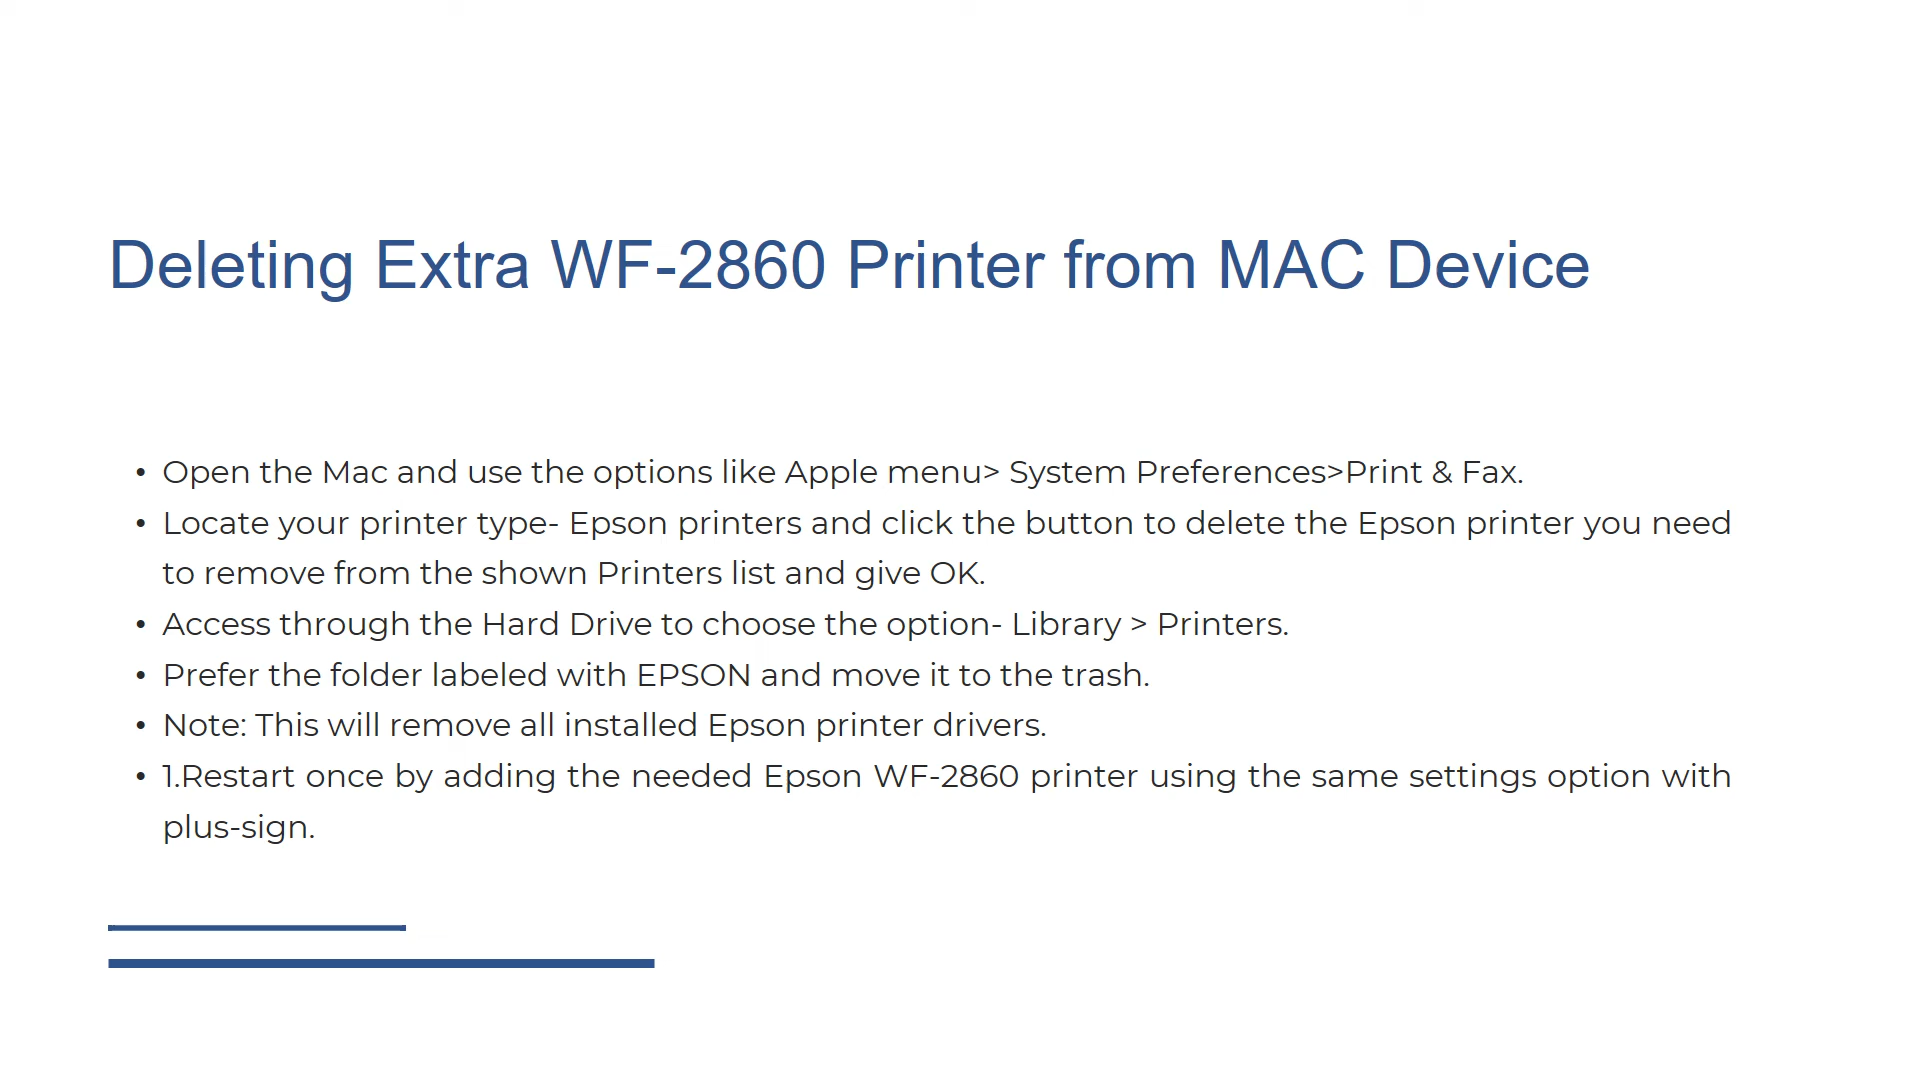 Deleting Extra WF-2860 Printer from MAC Device
• Open the Mac and use the options like Apple menu> System Preferences>Print & Fax.
• Locate your printer type- Epson printers and click the button to delete the Epson printer you need
to remove from the shown Printers list and give OK.
• Access through the Hard Drive to choose the option- Library > Printers.
• Prefer the folder labeled with EPSON and move it to the trash.
• Note: This will remove all installed Epson printer drivers.
• 1.Restart once by adding the needed Epson WF-2860 printer using the same settings option with
plus-sign.